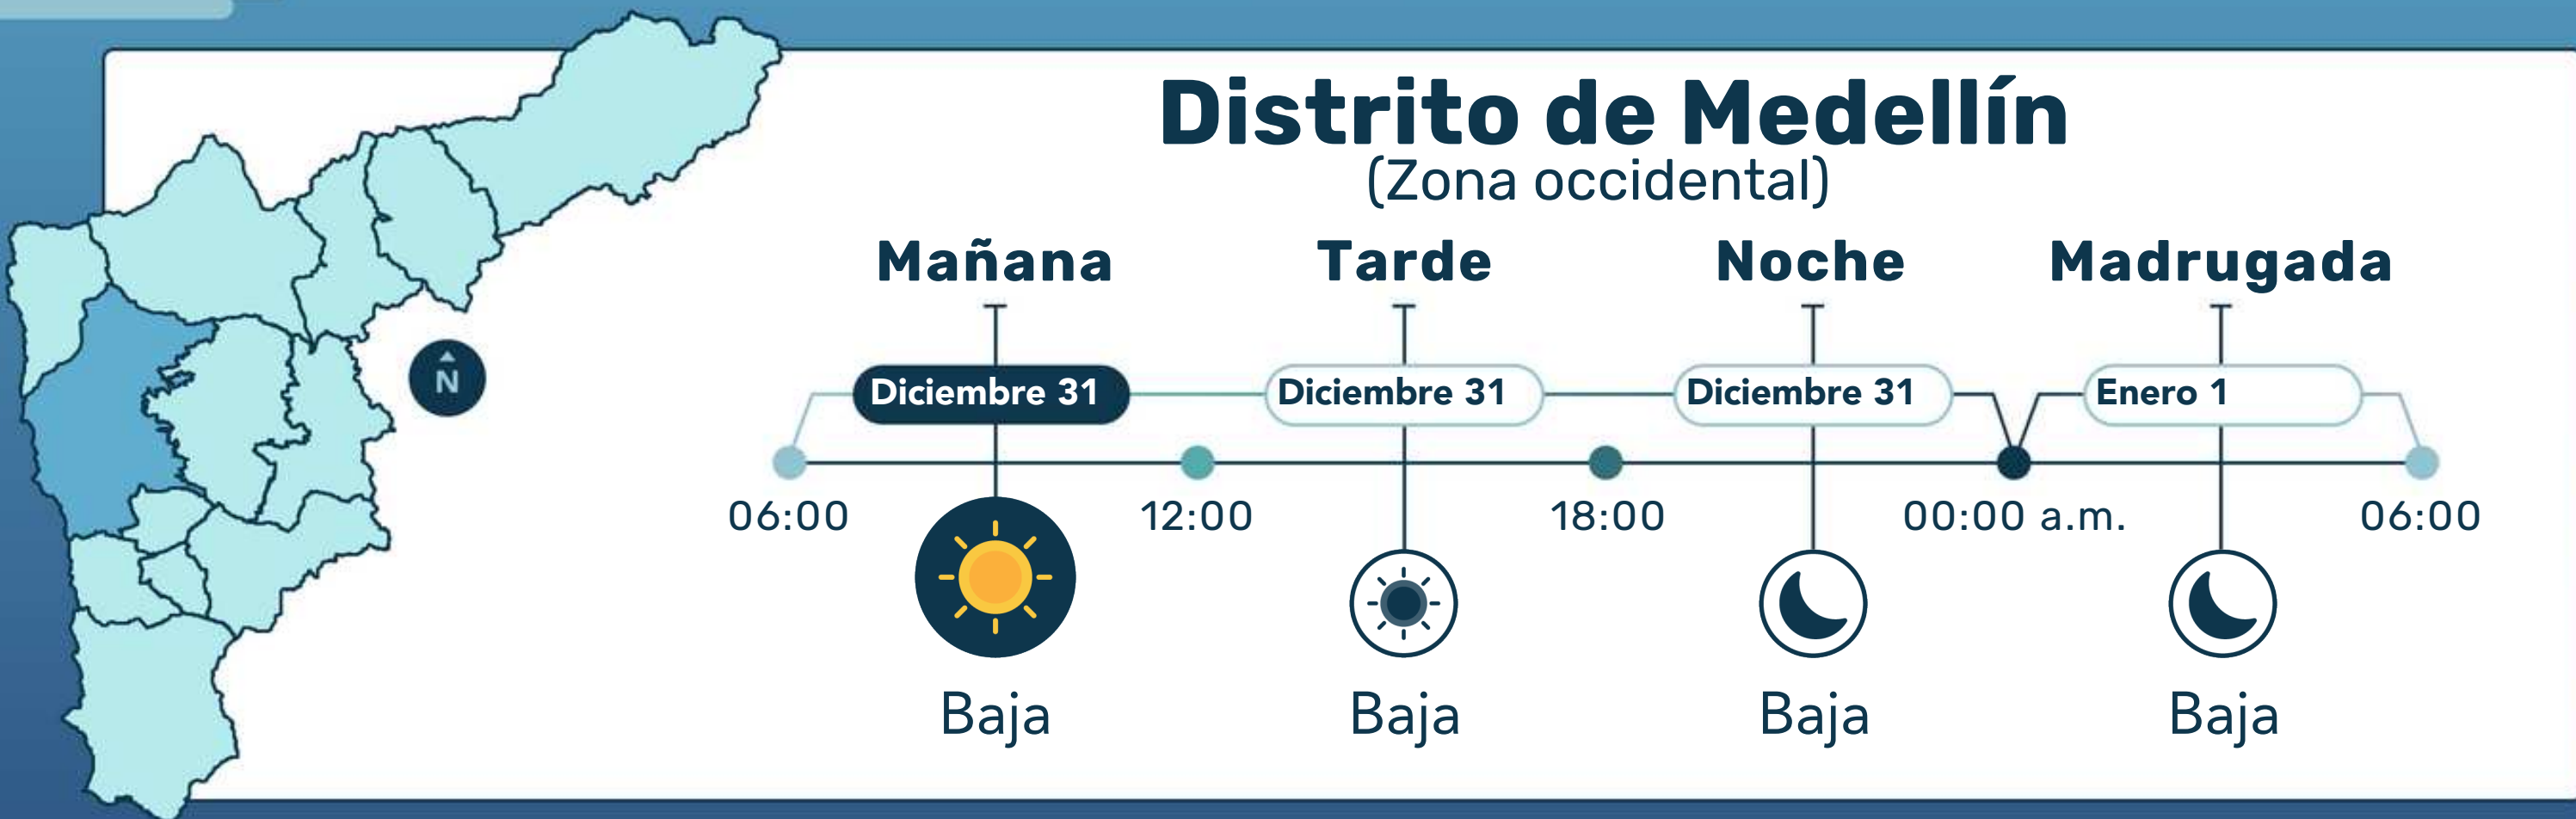 Distrito de Medellín
(Zona occidental)
Mañana Tarde Noche Madrugada
Diciembre 31 Diciembre 31 Diciembre 31 Enero 1
N
06:00 12:00 18:00 00:00 a.m. 06:00
Baja Baja Baja Baja